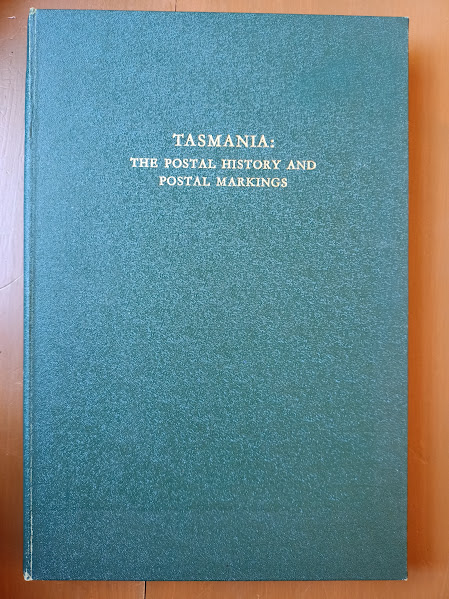 TASMANIA:
THE POSTAL HISTORY AND
POSTAL MARKINGS